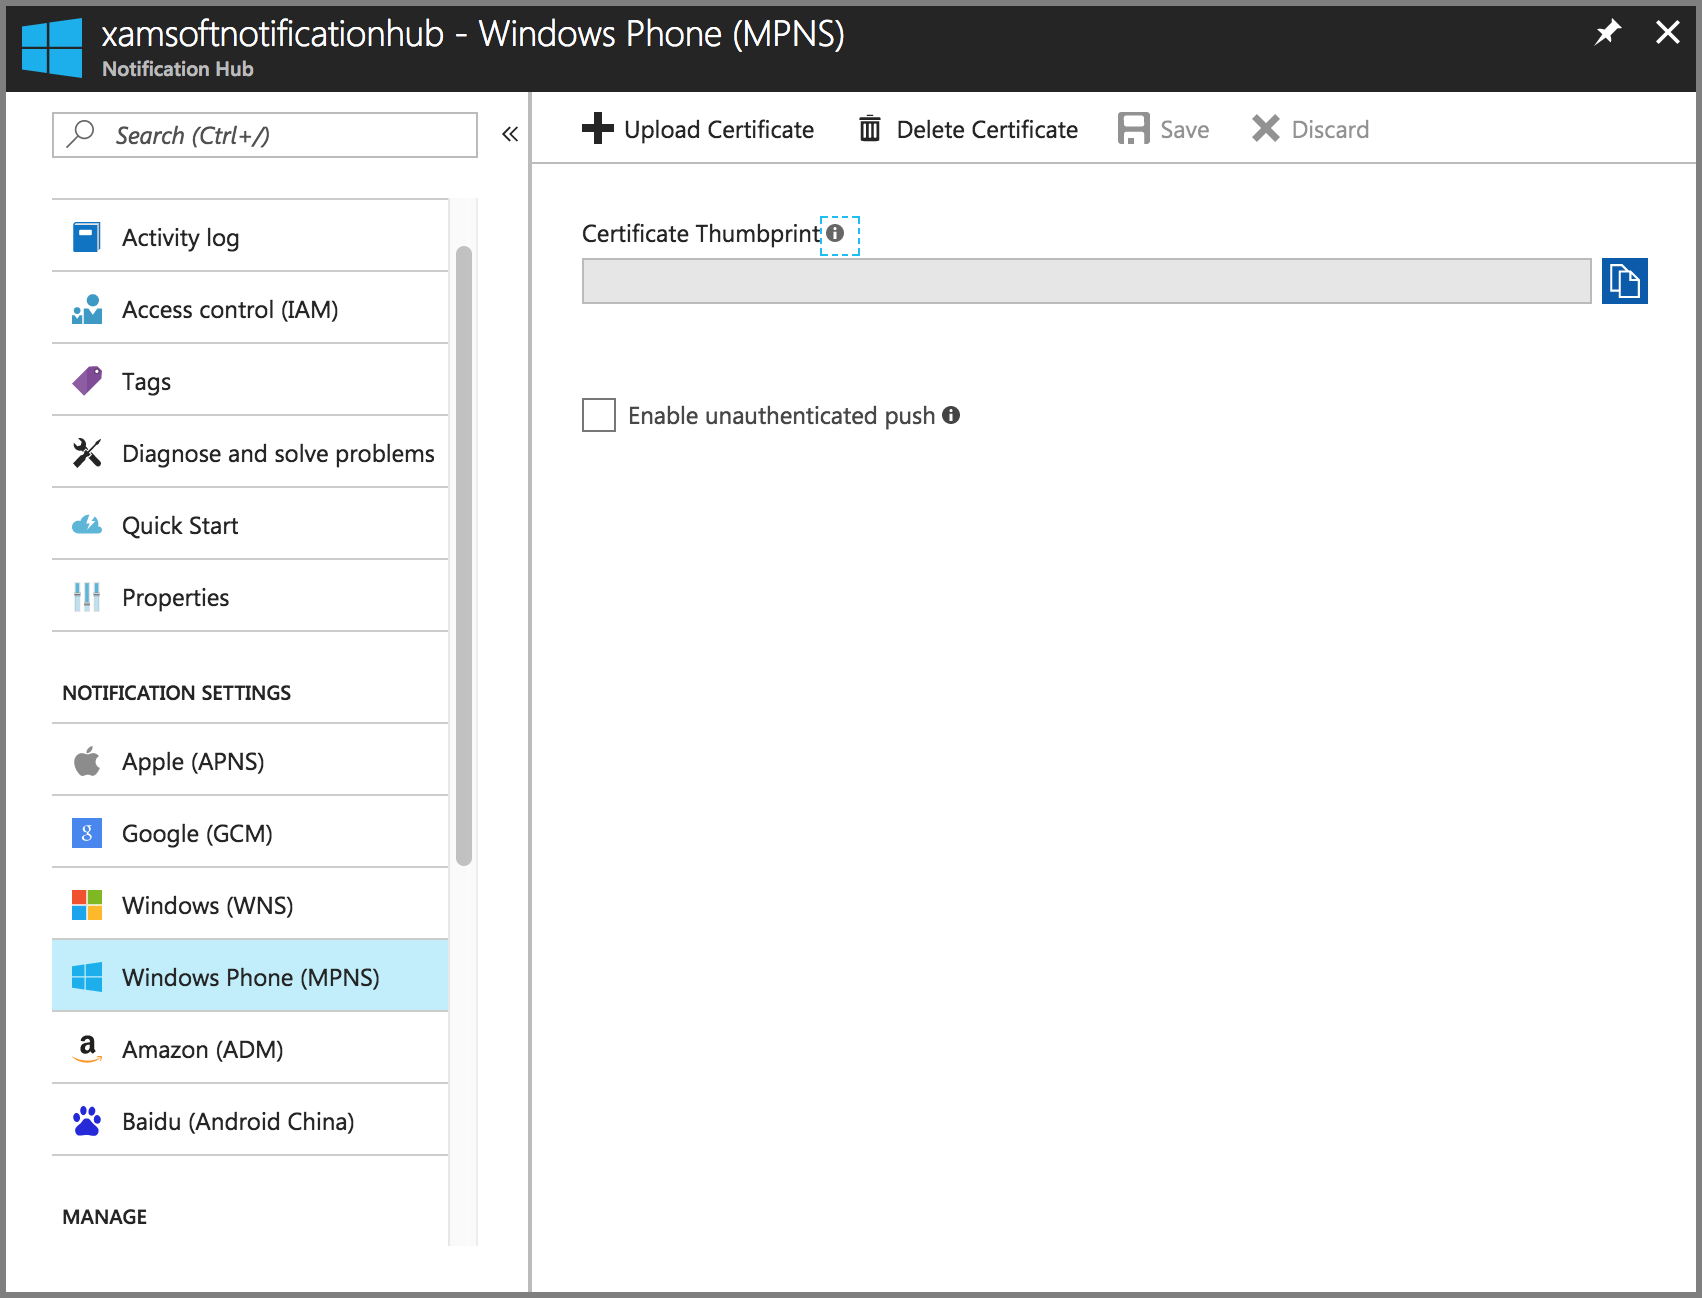 xamsoftnotificationhub - Windows Phone (MPNS)
Notification Hub
Search (Ctrl+/)
«
Activity log
Access control (IAM)
Tags
Diagnose and solve problems
Quick Start
Properties
NOTIFICATION SETTINGS
Apple (APNS)
Google (GCM)
Windows (WNS)
Windows Phone (MPNS)
Amazon (ADM)
Baidu (Android China)
MANAGE
Upload Certificate
Delete Certificate
Save
Discard
Certificate Thumbprint
Enable unauthenticated push